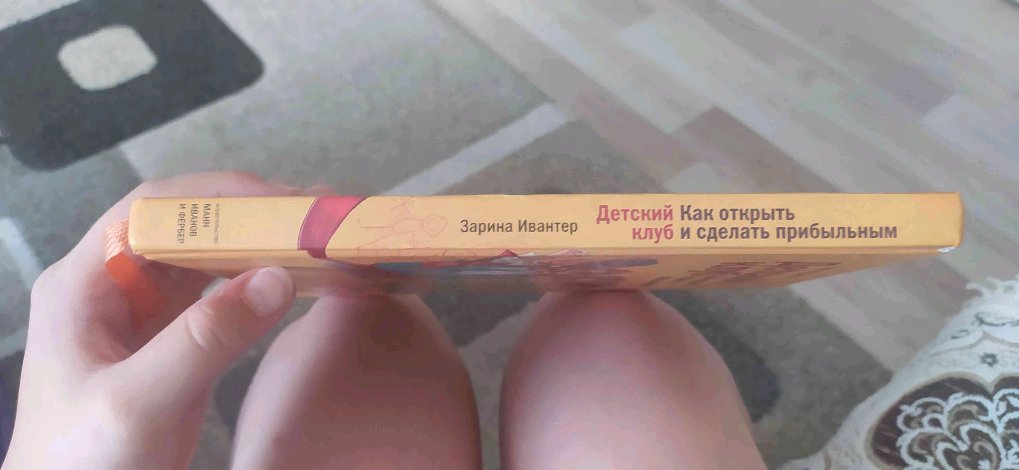 Зарина Ивантер
Детский Как открыть
клуб и сделать прибыльным
ИЗДАТЕЛЬСТВО
МАНН
ИВАНОВ
И ФЕРБЕР